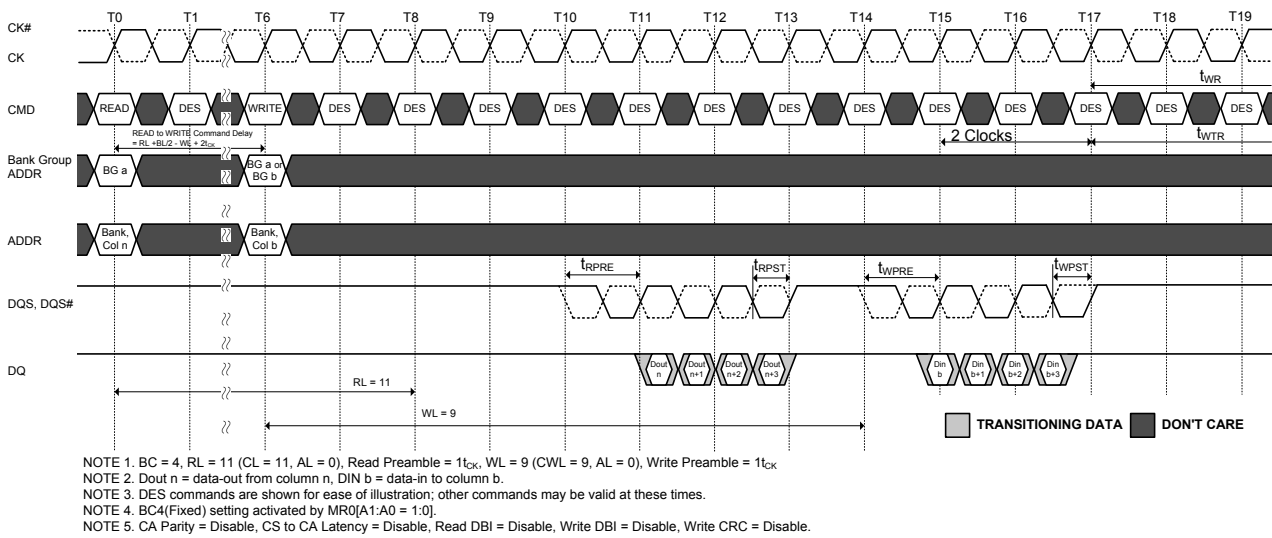 T0 T1 T6 T7 T8 T9 T10 T11 T12 T13 T14 T15 T16 T17 T18 T19
CK#
CK
tWR
CMD READ DES WRITE DES DES DES DES DES DES DES DES DES DES DES DES DES
READ to WRITE Command Delay
= RL +BL/2 - WL + 2tCK
2 Clocks
tWTR
Bank Group
ADDR
BG a
BG a or
BG b
ADDR
Bank,
Col n
Bank,
Col b
tRPRE tRPST tWPRE tWPST
DQS, DQS#
DQ
Dout
n
Dout
n+1
Dout
n+2
Dout
n+3
Din
b
Din
b+1
Din
b+2
Din
b+3
RL = 11
WL = 9
TRANSITIONING DATA DON'T CARE
NOTE 1. BC = 4, RL = 11 (CL = 11, AL = 0), Read Preamble = 1tCK, WL = 9 (CWL = 9, AL = 0), Write Preamble = 1tCK
NOTE 2. Dout n = data-out from column n, DIN b = data-in to column b.
NOTE 3. DES commands are shown for ease of illustration; other commands may be valid at these times.
NOTE 4. BC4(Fixed) setting activated by MR0[A1:A0 = 1:0].
NOTE 5. CA Parity = Disable, CS to CA Latency = Disable, Read DBI = Disable, Write DBI = Disable, Write CRC = Disable.